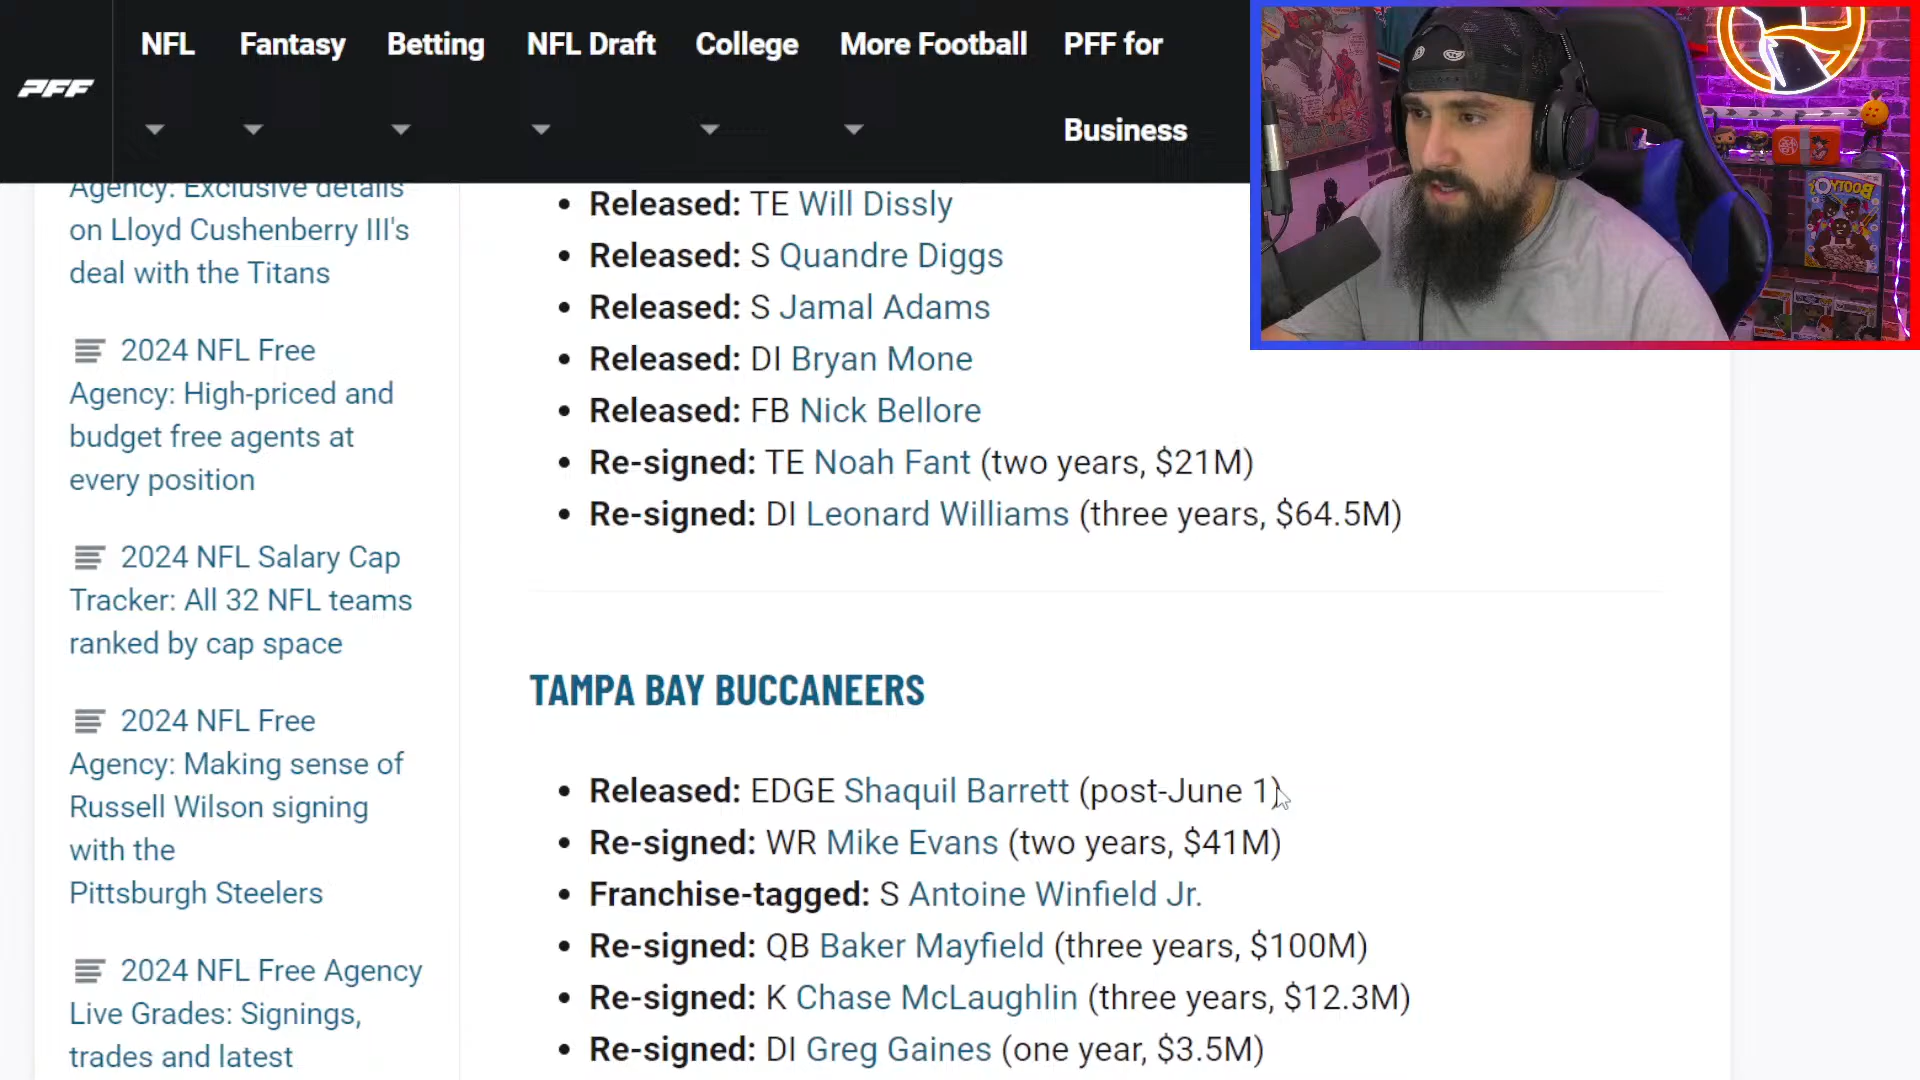 PFF
NFL
Fantasy
Betting
NFL Draft
College
More Football
PFF for
Business
Agency: Exclusive details
on Lloyd Cushenberry III's
deal with the Titans
2024 NFL Free
Agency: High-priced and
budget free agents at
every position
2024 NFL Salary Cap
Tracker: All 32 NFL teams
ranked by cap space
2024 NFL Free
Agency: Making sense of
Russell Wilson signing
with the
Pittsburgh Steelers
2024 NFL Free Agency
Live Grades: Signings,
trades and latest
Released: TE Will Dissly
Released: S Quandre Diggs
Released: S Jamal Adams
Released: DI Bryan Mone
Released: FB Nick Bellore
Re-signed: TE Noah Fant (two years, $21M)
Re-signed: DI Leonard Williams (three years, $64.5M)
TAMPA BAY BUCCANEERS
Released: EDGE Shaquil Barrett (post-June 1)
Re-signed: WR Mike Evans (two years, $41M)
Franchise-tagged: S Antoine Winfield Jr.
Re-signed: QB Baker Mayfield (three years, $100M)
Re-signed: K Chase McLaughlin (three years, $12.3M)
Re-signed: DI Greg Gaines (one year, $3.5M)